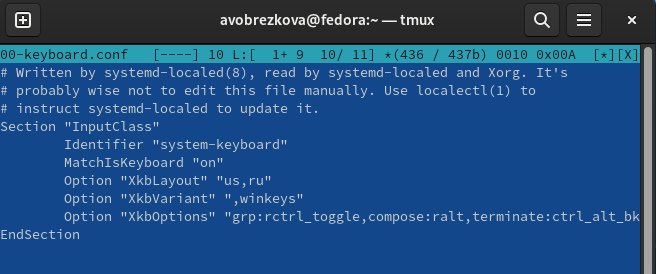 avobrezkova@fedora:~ — tmux
00-keyboard.conf [----] 10 L:[ 1+ 9 10/ 11] *(436 / 437b) 0010 0x00A [*][X]
# Written by systemd-localed(8), read by systemd-localed and Xorg. It's
# probably wise not to edit this file manually. Use localectl(1) to
# instruct systemd-localed to update it.
Section "InputClass"
Identifier "system-keyboard"
MatchIsKeyboard "on"
Option "XkbLayout" "us,ru"
Option "XkbVariant" ",winkeys"
Option "XkbOptions" "grp:rctrl_toggle,compose:ralt,terminate:ctrl_alt_bk
EndSection